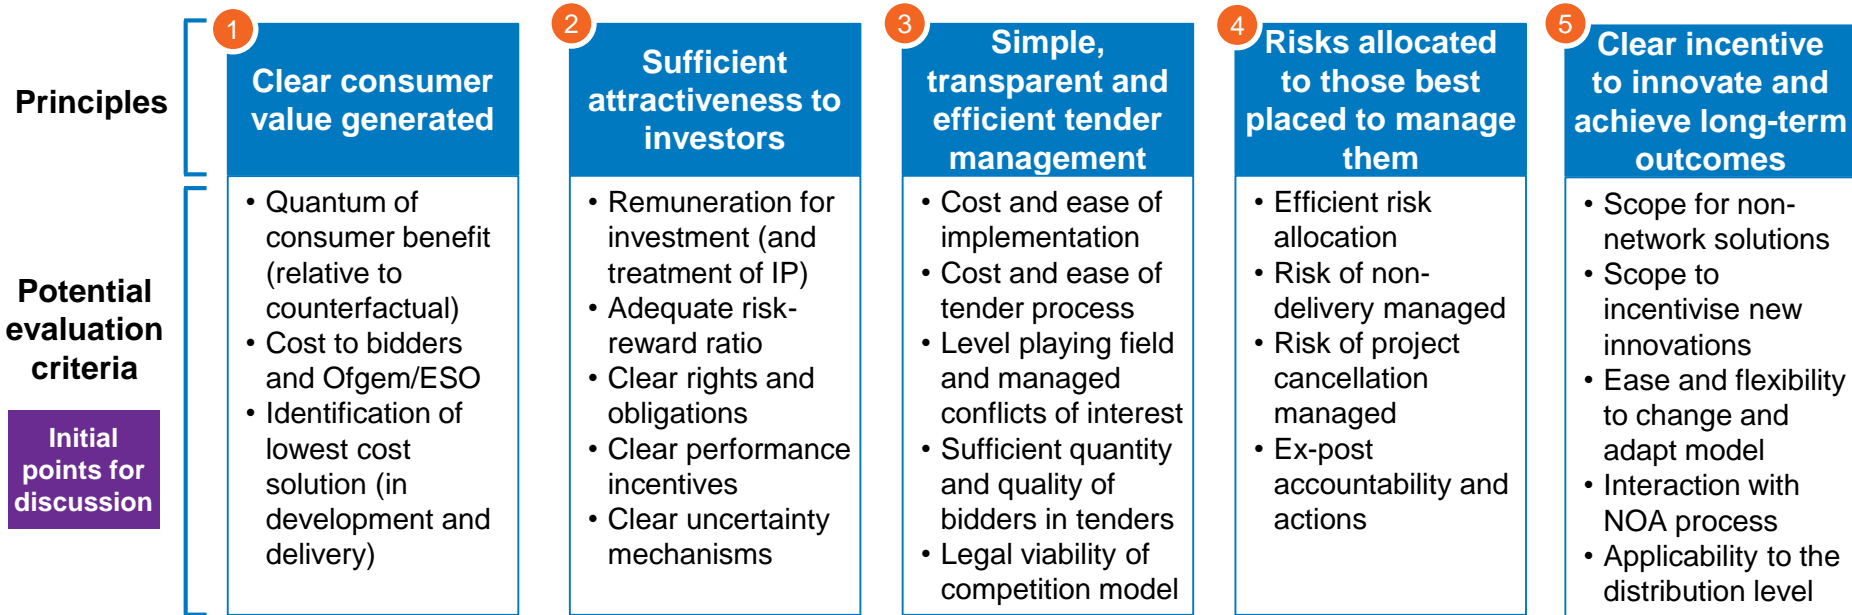 Principles
1
Clear consumer
value generated
2
Sufficient
attractiveness to
investors
3
Simple,
transparent and
efficient tender
management
4
Risks allocated
to those best
placed to manage
them
5
Clear incentive
to innovate and
achieve long-term
outcomes
Potential
evaluation
criteria
Initial
points for
discussion
• Quantum of
consumer benefit
(relative to
counterfactual)
• Cost to bidders
and Ofgem/ESO
• Identification of
lowest cost
solution (in
development and
delivery)
• Remuneration for
investment (and
treatment of IP)
• Adequate risk-
reward ratio
• Clear rights and
obligations
• Clear performance
incentives
• Clear uncertainty
mechanisms
• Cost and ease of
implementation
• Cost and ease of
tender process
• Level playing field
and managed
conflicts of interest
• Sufficient quantity
and quality of
bidders in tenders
• Legal viability of
competition model
• Efficient risk
allocation
• Risk of non-
delivery managed
• Risk of project
cancellation
managed
• Ex-post
accountability and
actions
• Scope for non-
network solutions
• Scope to
incentivise new
innovations
• Ease and flexibility
to change and
adapt model
• Interaction with
NOA process
• Applicability to the
distribution level